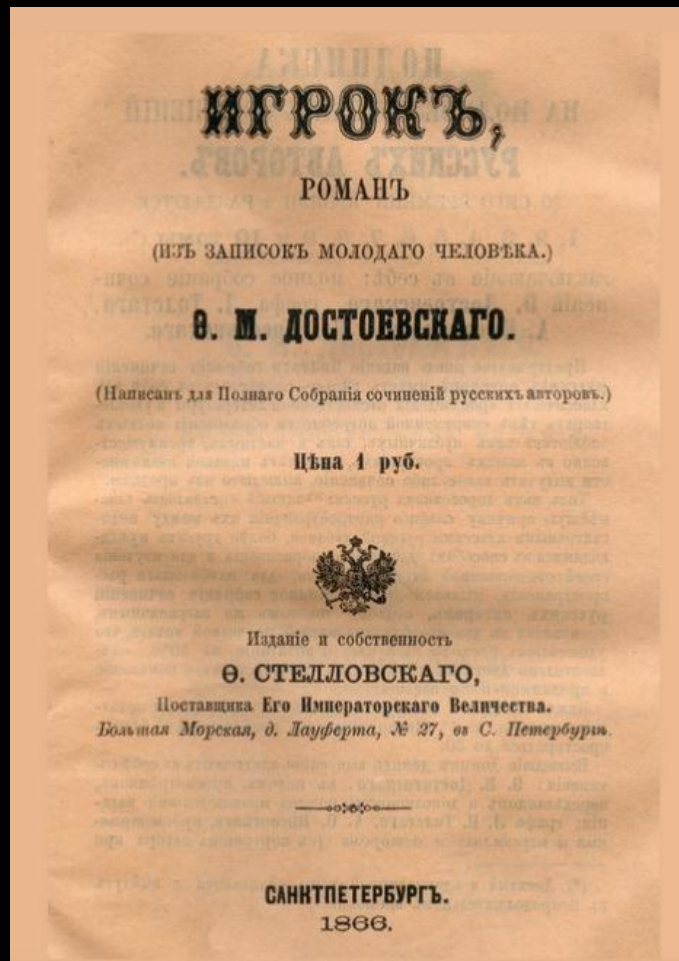 ИГРОКЪ,
РОМАНЪ
(ИЗЪ ЗАПИСОКЪ МОЛОДАГО ЧЕЛОВѢКА.)
Ѳ. М. ДОСТОЕВСКАГО.
(Написанъ для Полнаго Собранія сочиненій русскихъ авторовъ.)
Цѣна 1 руб.
Изданіе и собственность
Ѳ. СТЕЛЛОВСКАГО,
Поставщика Его Императорскаго Величества.
Большая Морская, д. Лауферта, № 27, въ С. Петербургѣ.
САНКТПЕТЕРБУРГЪ.
1866.